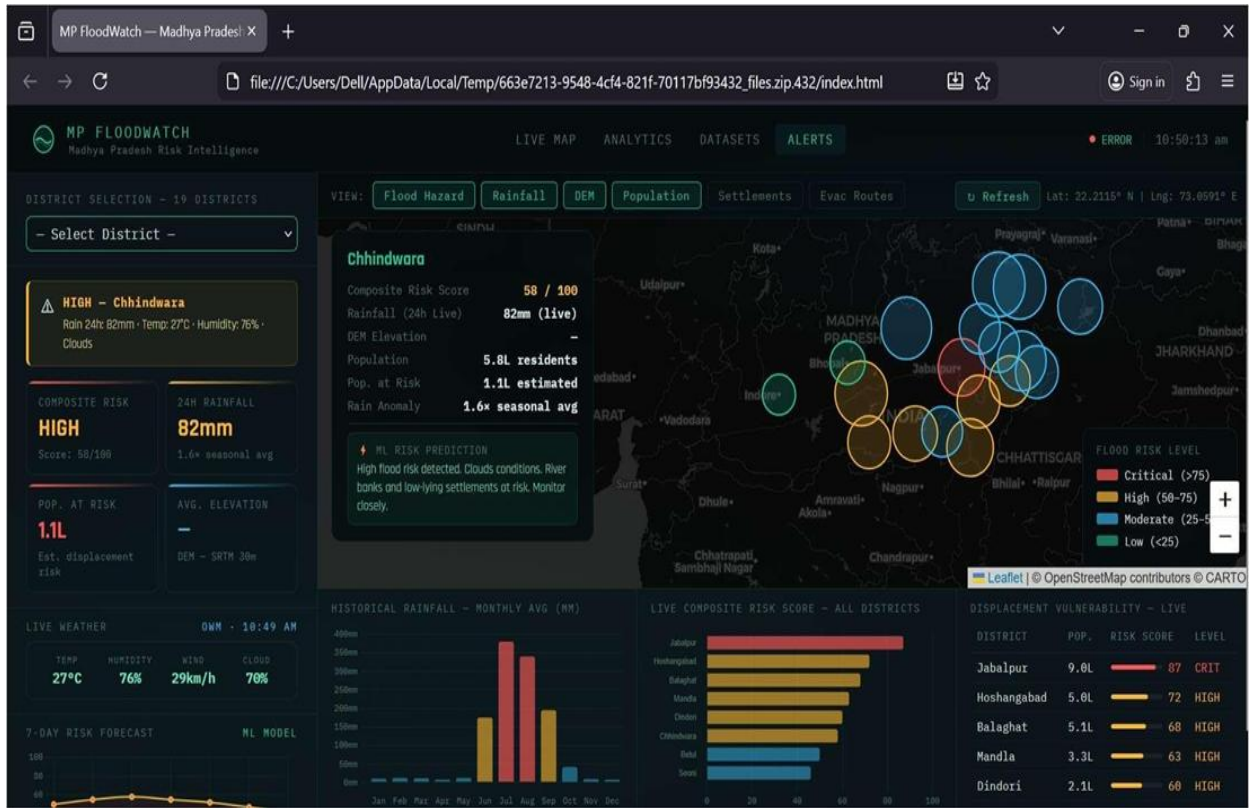 MP FloodWatch — Madhya Pradesh
file:///C:/Users/Dell/AppData/Local/Temp/663e7213-9548-4cf4-821f-70117bf93432_files.zip.432/index.html
Sign in
MP FLOODWATCH
Madhya Pradesh Risk Intelligence
LIVE MAP ANALYTICS DATASETS ALERTS
ERROR 10:50:13 am
DISTRICT SELECTION — 19 DISTRICTS
— Select District —
HIGH — Chhindwara
Rain 24h: 82mm · Temp: 27°C · Humidity: 76% ·
Clouds
COMPOSITE RISK
HIGH
Score: 58/100
24H RAINFALL
82mm
1.6× seasonal avg
POP. AT RISK
1.1L
Est. displacement
risk
AVG. ELEVATION
—
DEM — SRTM 30m
LIVE WEATHER OWM · 10:49 AM
TEMP HUMIDITY WIND CLOUD
27°C 76% 29km/h 70%
7-DAY RISK FORECAST ML MODEL
100
80
60
VIEW: Flood Hazard Rainfall DEM Population Settlements Evac Routes
↻ Refresh Lat: 22.2115° N | Lng: 73.0591° E
Chhindwara
Composite Risk Score 58 / 100
Rainfall (24h Live) 82mm (live)
DEM Elevation —
Population 5.8L residents
Pop. at Risk 1.1L estimated
Rain Anomaly 1.6× seasonal avg
ML RISK PREDICTION
High flood risk detected. Clouds conditions. River
banks and low-lying settlements at risk. Monitor
closely.
SINDH
Kota
Prayagraj
Varanasi
Patna
BIHAR
Bhaga
Udaipur
Gaya
MADHYA
PRADESH
Dhanbad
JHARKHAND
Bhopal
Jabalpur
Jamshedpur
edabad
Indore
ARAT
Vadodara
INDIA
CHHATTISGAR
Surat
Nagpur
Bhilai
Raipur
Dhule
Amravati
Akola
Chhatrapati
Sambhaji Nagar
Chandrapur
FLOOD RISK LEVEL
Critical (>75)
High (50-75)
Moderate (25-5
Low (<25)
+
−
Leaflet | © OpenStreetMap contributors © CARTO
HISTORICAL RAINFALL — MONTHLY AVG (MM)
400mm
350mm
300mm
250mm
200mm
150mm
100mm
50mm
0mm
Jan Feb Mar Apr May Jun Jul Aug Sep Oct Nov Dec
LIVE COMPOSITE RISK SCORE — ALL DISTRICTS
Jabalpur
Hoshangabad
Balaghat
Mandla
Dindori
Chhindwara
Betul
Seoni
0 20 40 60 80 100
DISPLACEMENT VULNERABILITY — LIVE
DISTRICT POP. RISK SCORE LEVEL
Jabalpur 9.0L 87 CRIT
Hoshangabad 5.0L 72 HIGH
Balaghat 5.1L 68 HIGH
Mandla 3.3L 63 HIGH
Dindori 2.1L 60 HIGH